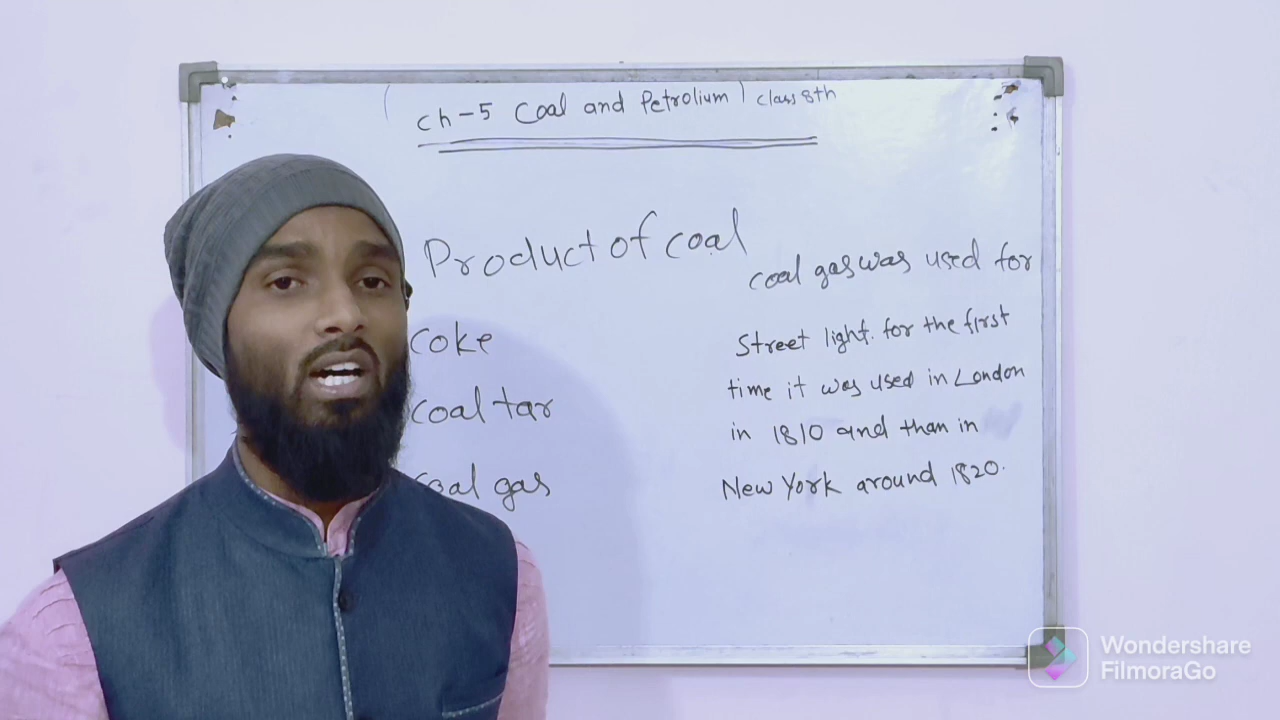 Ch-5 Coal and Petrolium | class 8th
Product of coal
coke
coal tar
coal gas
coal gas was used for
Street light. for the first
time it was used in London
in 1810 and than in
New York around 1820.
Wondershare
FilmoraGo